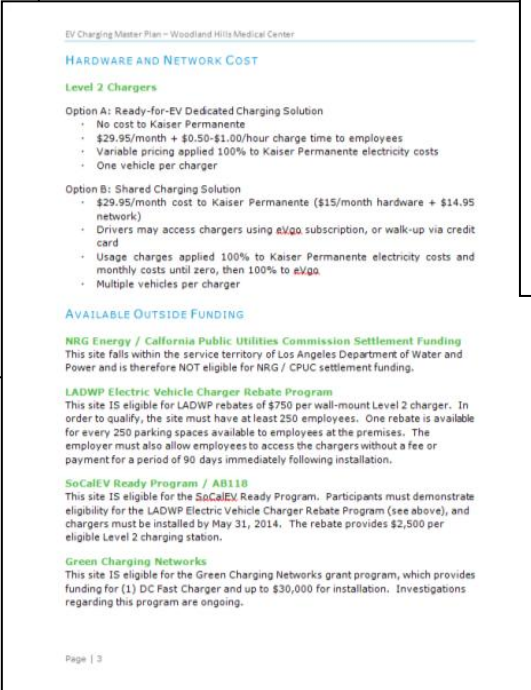 EV Charging Master Plan – Woodland Hills Medical Center
HARDWARE AND NETWORK COST
Level 2 Chargers
Option A: Ready-for-EV Dedicated Charging Solution
· No cost to Kaiser Permanente
· $29.95/month + $0.50-$1.00/hour charge time to employees
· Variable pricing applied 100% to Kaiser Permanente electricity costs
· One vehicle per charger
Option B: Shared Charging Solution
· $29.95/month cost to Kaiser Permanente ($15/month hardware + $14.95
network)
· Drivers may access chargers using eVgo subscription, or walk-up via credit
card
· Usage charges applied 100% to Kaiser Permanente electricity costs and
monthly costs until zero, then 100% to eVgo
· Multiple vehicles per charger
AVAILABLE OUTSIDE FUNDING
NRG Energy / Calfornia Public Utilities Commission Settlement Funding
This site falls within the service territory of Los Angeles Department of Water and
Power and is therefore NOT eligible for NRG / CPUC settlement funding.
LADWP Electric Vehicle Charger Rebate Program
This site IS eligible for LADWP rebates of $750 per wall-mount Level 2 charger. In
order to qualify, the site must have at least 250 employees. One rebate is available
for every 250 parking spaces available to employees at the premises. The
employer must also allow employees to access the chargers without a fee or
payment for a period of 90 days immediately following installation.
SoCalEV Ready Program / AB118
This site IS eligible for the SoCalEV Ready Program. Participants must demonstrate
eligibility for the LADWP Electric Vehicle Charger Rebate Program (see above), and
chargers must be installed by May 31, 2014. The rebate provides $2,500 per
eligible Level 2 charging station.
Green Charging Networks
This site IS eligible for the Green Charging Networks grant program, which provides
funding for (1) DC Fast Charger and up to $30,000 for installation. Investigations
regarding this program are ongoing.
Page | 3